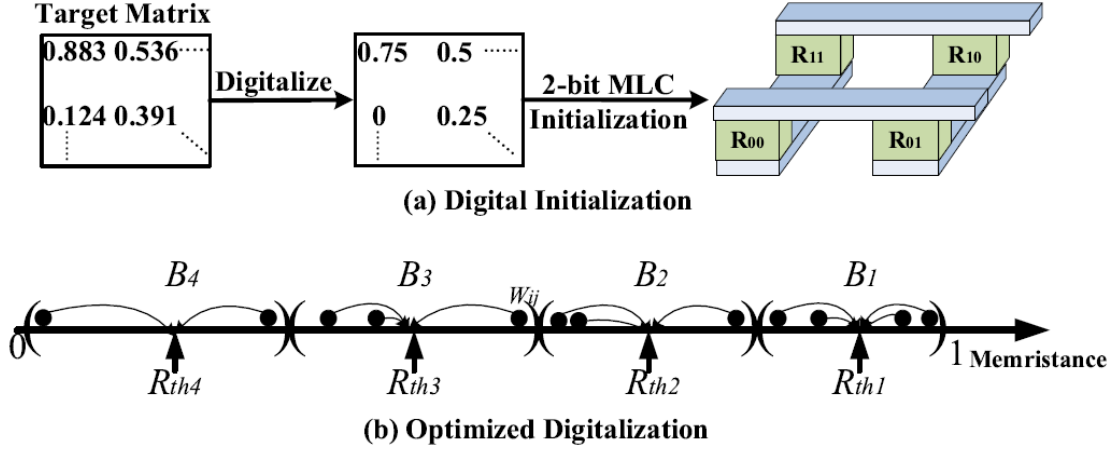 Target Matrix
0.883 0.536
0.124 0.391
Digitalize
0.75 0.5
0 0.25
2-bit MLC
Initialization
R11 R10
R00 R01
(a) Digital Initialization
B4 B3 B2 B1
Wij
0 1 Memristance
Rth4 Rth3 Rth2 Rth1
(b) Optimized Digitalization